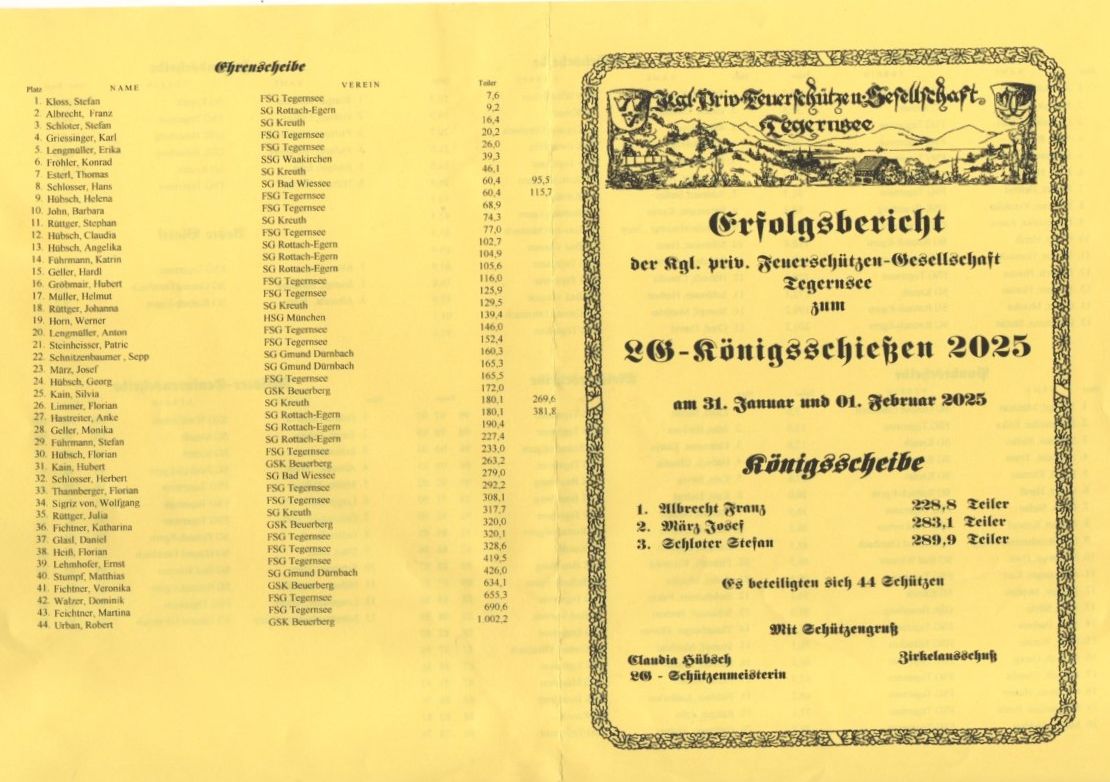 Ehrenscheibe
Platz NAME VEREIN Teiler
1. Kloss, Stefan FSG Tegernsee 7,6
2. Albrecht, Franz SG Rottach-Egern 9,2
3. Schloter, Stefan SG Kreuth 16,4
4. Griessinger, Karl FSG Tegernsee 20,2
5. Lengmüller, Erika FSG Tegernsee 26,0
6. Fröhler, Konrad SSG Waakirchen 39,3
7. Esterl, Thomas SG Kreuth 46,1
8. Schlosser, Hans SG Bad Wiessee 60,4 95,5
9. Hübsch, Helena FSG Tegernsee 60,4 115,7
10. John, Barbara FSG Tegernsee 68,9
11. Rüttger, Stephan SG Kreuth 74,3
12. Hübsch, Claudia FSG Tegernsee 77,0
13. Hübsch, Angelika SG Rottach-Egern 102,7
14. Führmann, Katrin SG Rottach-Egern 104,9
15. Geller, Hardl SG Rottach-Egern 105,6
16. Gröbmair, Hubert FSG Tegernsee 116,0
17. Müller, Helmut FSG Tegernsee 125,9
18. Rüttger, Johanna SG Kreuth 129,5
19. Horn, Werner HSG München 139,4
20. Lengmüller, Anton FSG Tegernsee 146,0
21. Steinheisser, Patric FSG Tegernsee 152,4
22. Schnitzenbaumer , Sepp SG Gmund Dürnbach 160,3
23. März, Josef SG Gmund Dürnbach 165,3
24. Hübsch, Georg FSG Tegernsee 165,5
25. Kain, Silvia GSK Beuerberg 172,0
26. Limmer, Florian SG Kreuth 180,1 269,6
27. Hastreiter, Anke SG Rottach-Egern 180,1 381,8
28. Geller, Monika SG Rottach-Egern 190,4
29. Führmann, Stefan SG Rottach-Egern 227,4
30. Hübsch, Florian FSG Tegernsee 233,0
31. Kain, Hubert GSK Beuerberg 263,2
32. Schlosser, Herbert SG Bad Wiessee 279,0
33. Thannberger, Florian FSG Tegernsee 292,2
34. Sigriz von, Wolfgang FSG Tegernsee 308,1
35. Rüttger, Julia SG Kreuth 317,7
36. Fichtner, Katharina GSK Beuerberg 320,0
37. Glasl, Daniel FSG Tegernsee 320,1
38. Heiß, Florian FSG Tegernsee 328,6
39. Lehmhofer, Ernst FSG Tegernsee 419,5
40. Stumpf, Matthias SG Gmund Dürnbach 426,0
41. Fichtner, Veronika GSK Beuerberg 634,1
42. Walzer, Dominik FSG Tegernsee 655,3
43. Feichtner, Martina FSG Tegernsee 690,6
44. Urban, Robert GSK Beuerberg 1.002,2
Kgl. Priv. Feuerschützen-Gesellschaft
Tegernsee
Erfolgsbericht
der Kgl. priv. Feuerschützen-Gesellschaft
Tegernsee
zum
LG-Königsschießen 2025
am 31. Januar und 01. Februar 2025
Königsscheibe
1. Albrecht Franz 228,8 Teiler
2. März Josef 283,1 Teiler
3. Schloter Stefan 289,9 Teiler
Es beteiligten sich 44 Schützen
Mit Schützengruß
Claudia Hübsch Zirkelausschuß
LG - Schützenmeisterin